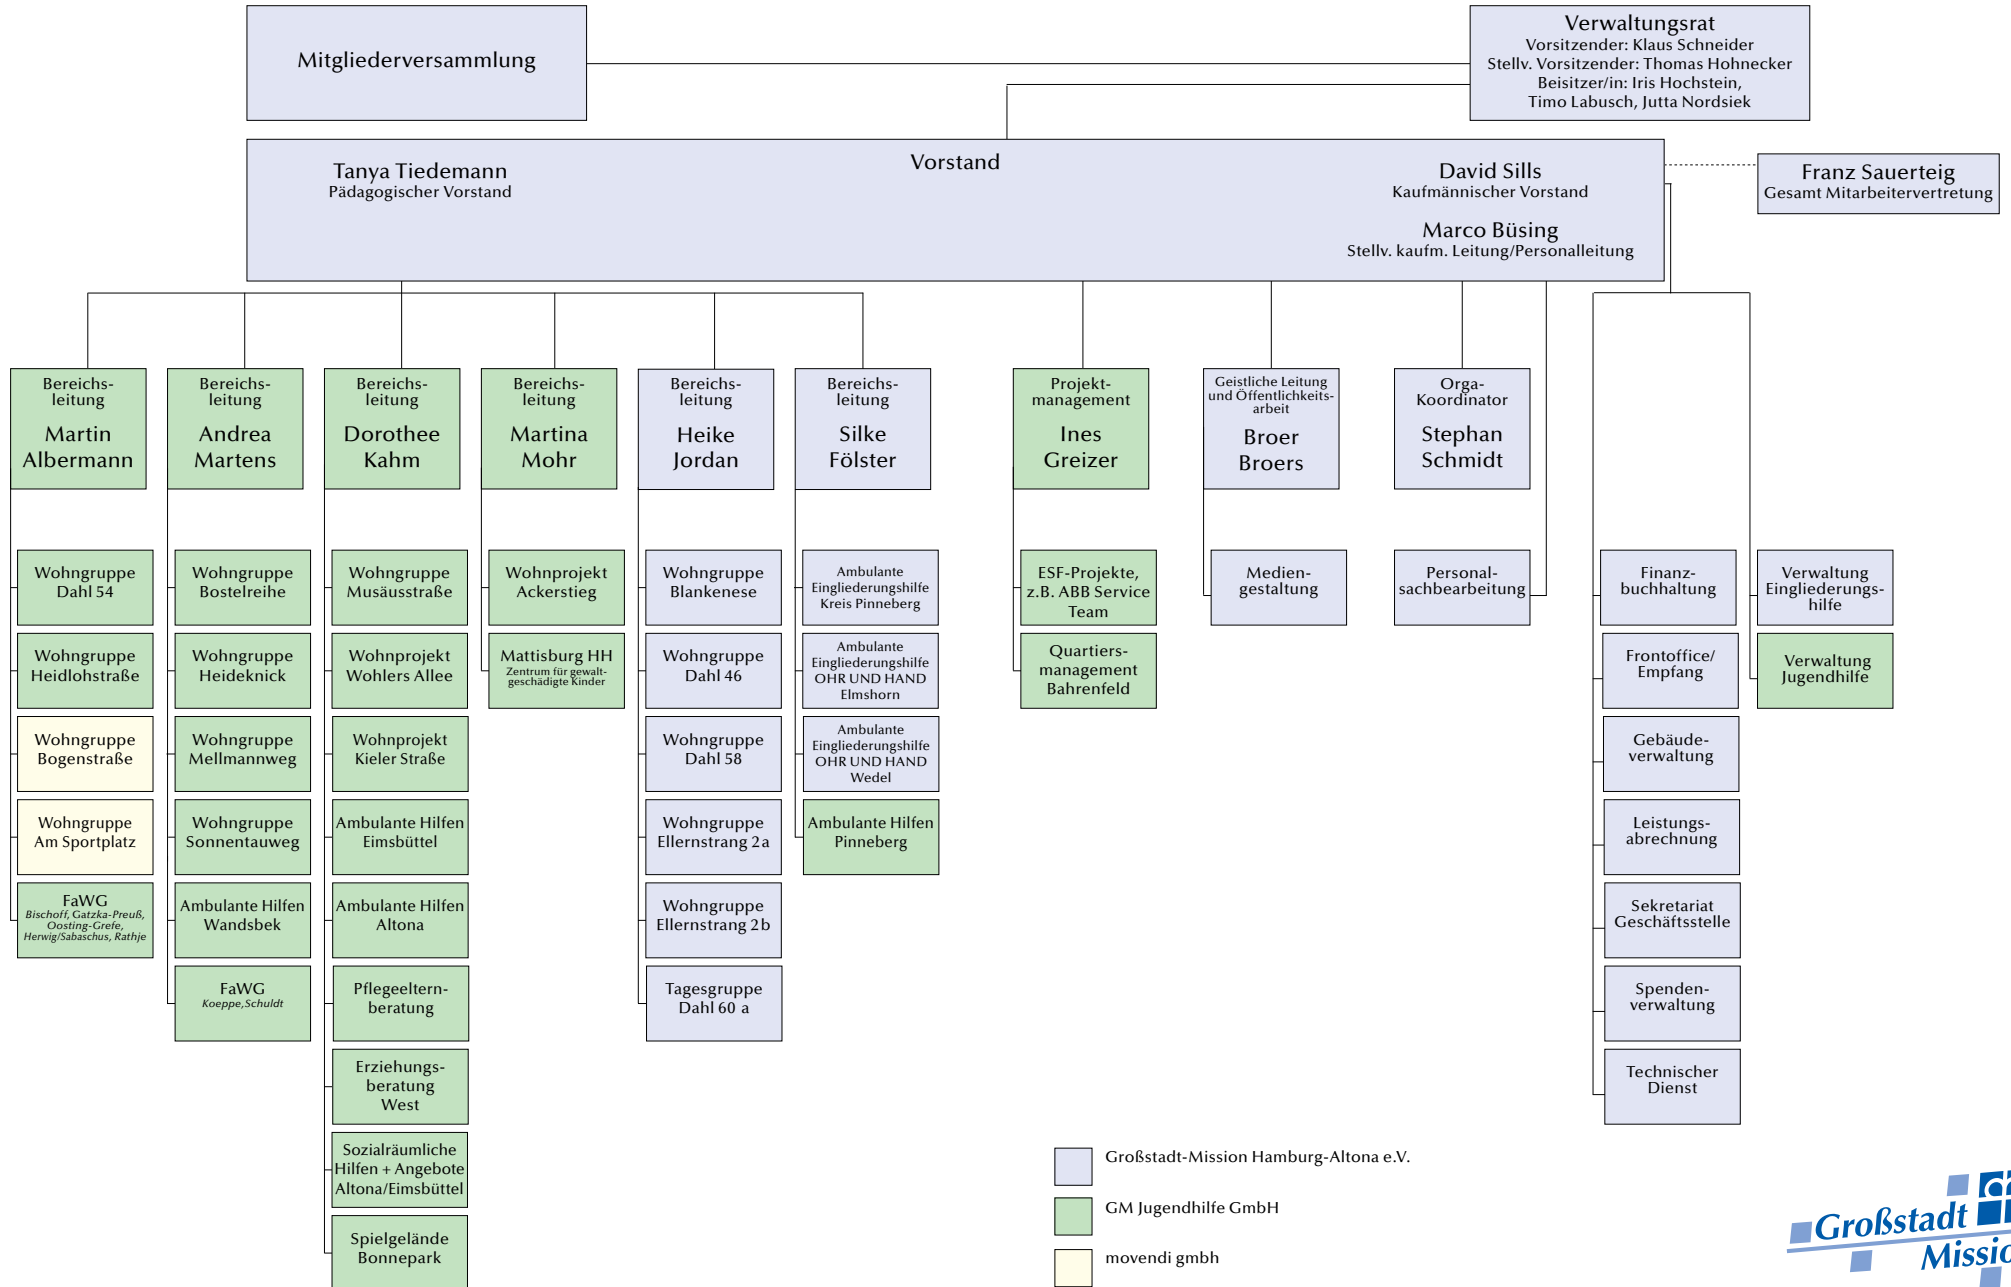 Mitgliederversammlung
Verwaltungsrat
Vorsitzender: Klaus Schneider
Stellv. Vorsitzender: Thomas Hohnecker
Beisitzer/in: Iris Hochstein,
Timo Labusch, Jutta Nordsiek
Vorstand
Tanya Tiedemann
Pädagogischer Vorstand
David Sills
Kaufmännischer Vorstand
Marco Büsing
Stellv. kaufm. Leitung/Personalleitung
Franz Sauerteig
Gesamt Mitarbeitervertretung
Bereichs-
leitung
Martin
Albermann
Bereichs-
leitung
Andrea
Martens
Bereichs-
leitung
Dorothee
Kahm
Bereichs-
leitung
Martina
Mohr
Bereichs-
leitung
Heike
Jordan
Bereichs-
leitung
Silke
Fölster
Projekt-
management
Ines
Greizer
Geistliche Leitung
und Öffentlichkeits-
arbeit
Broer
Broers
Orga-
Koordinator
Stephan
Schmidt
Wohngruppe
Dahl 54
Wohngruppe
Heidlohstraße
Wohngruppe
Bogenstraße
Wohngruppe
Am Sportplatz
FaWG
Bischoff, Gatzka-Preuß,
Oosting-Grefe,
Herwig/Sabaschus, Rathje
Wohngruppe
Bostelreihe
Wohngruppe
Heideknick
Wohngruppe
Mellmannweg
Wohngruppe
Sonnentauweg
Ambulante Hilfen
Wandsbek
FaWG
Koeppe,Schuldt
Wohngruppe
Musäusstraße
Wohnprojekt
Wohlers Allee
Wohnprojekt
Kieler Straße
Ambulante Hilfen
Eimsbüttel
Ambulante Hilfen
Altona
Pflegeeltern-
beratung
Erziehungs-
beratung
West
Sozialräumliche
Hilfen + Angebote
Altona/Eimsbüttel
Spielgelände
Bonnepark
Wohnprojekt
Ackerstieg
Mattisburg HH
Zentrum für gewalt-
geschädigte Kinder
Wohngruppe
Blankenese
Wohngruppe
Dahl 46
Wohngruppe
Dahl 58
Wohngruppe
Ellernstrang 2a
Wohngruppe
Ellernstrang 2b
Tagesgruppe
Dahl 60 a
Ambulante
Eingliederungshilfe
Kreis Pinneberg
Ambulante
Eingliederungshilfe
OHR UND HAND
Elmshorn
Ambulante
Eingliederungshilfe
OHR UND HAND
Wedel
Ambulante Hilfen
Pinneberg
ESF-Projekte,
z.B. ABB Service
Team
Quartiers-
management
Bahrenfeld
Medien-
gestaltung
Personal-
sachbearbeitung
Finanz-
buchhaltung
Frontoffice/
Empfang
Gebäude-
verwaltung
Leistungs-
abrechnung
Sekretariat
Geschäftsstelle
Spenden-
verwaltung
Technischer
Dienst
Verwaltung
Eingliederungs-
hilfe
Verwaltung
Jugendhilfe
Großstadt-Mission Hamburg-Altona e.V.
GM Jugendhilfe GmbH
movendi gmbh
Großstadt
Missio